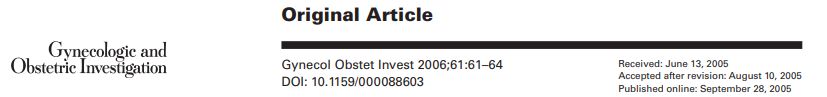 Original Article
Gynecologic and
Obstetric Investigation
Gynecol Obstet Invest 2006;61:61–64
DOI: 10.1159/000088603
Received: June 13, 2005
Accepted after revision: August 10, 2005
Published online: September 28, 2005